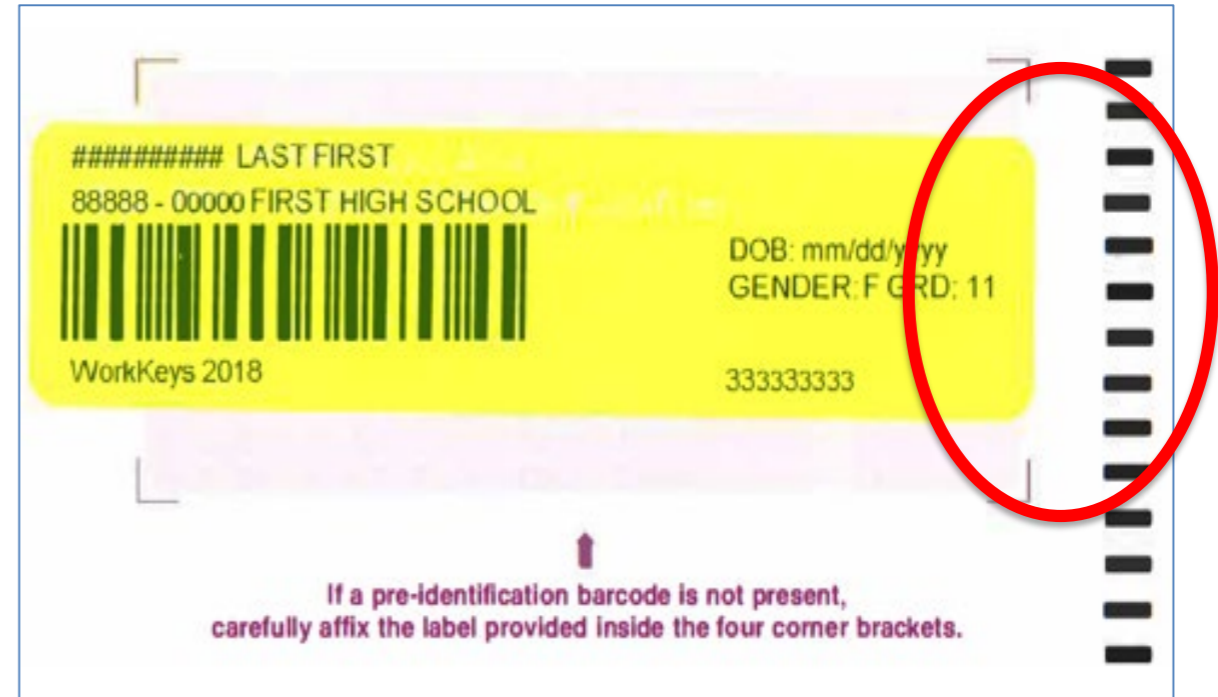 ########## LAST FIRST
88888 - 00000 FIRST HIGH SCHOOL
DOB: mm/dd/yyyy
GENDER: F GRD: 11
WorkKeys 2018
333333333
If a pre-identification barcode is not present,
carefully affix the label provided inside the four corner brackets.